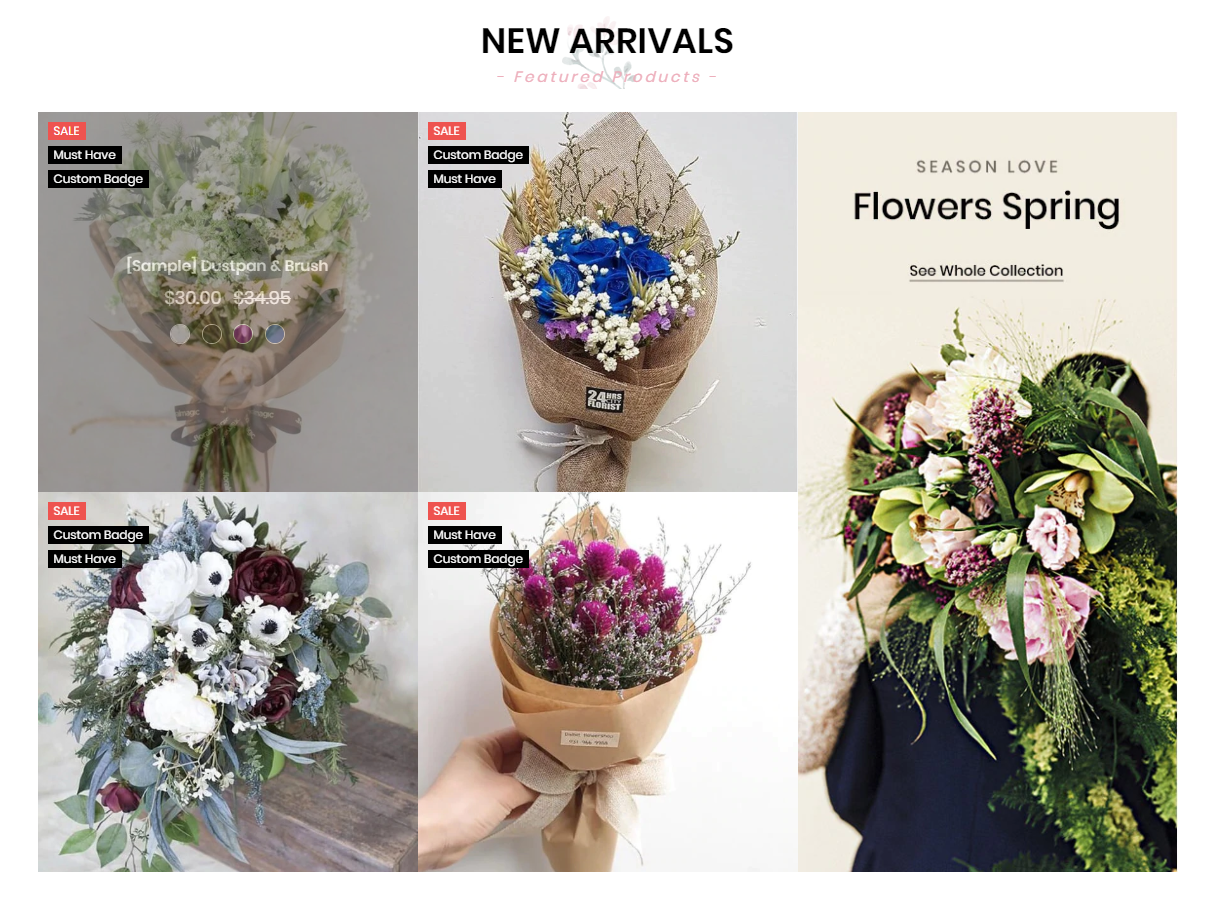 NEW ARRIVALS
- Featured Products -
SALE
Must Have
Custom Badge
[Sample] Dustpan & Brush
$30.00 $34.95
SALE
Custom Badge
Must Have
24HRS
CITY
FLORIST
SEASON LOVE
Flowers Spring
See Whole Collection
SALE
Custom Badge
Must Have
SALE
Must Have
Custom Badge